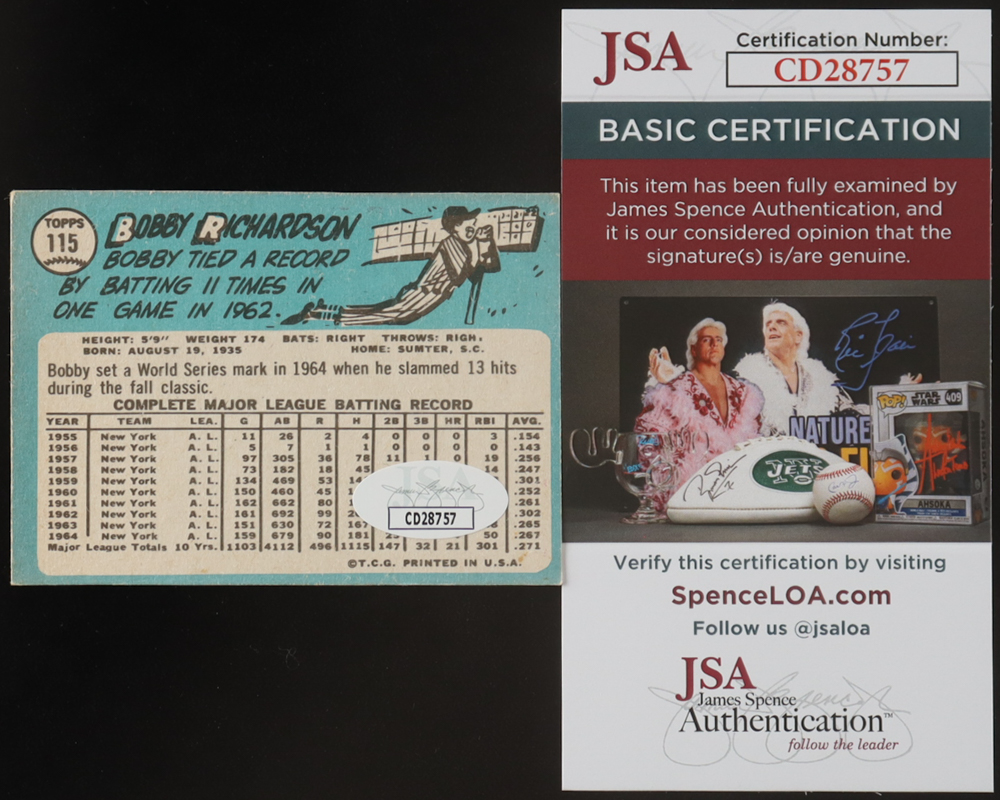 TOPPS
115
BOBBY RICHARDSON
BOBBY TIED A RECORD
BY BATTING 11 TIMES IN
ONE GAME IN 1962.
HEIGHT: 5'9" WEIGHT 174 BATS: RIGHT THROWS: RIGH.
BORN: AUGUST 19, 1935 HOME: SUMTER, S.C.
Bobby set a World Series mark in 1964 when he slammed 13 hits
during the fall classic.
COMPLETE MAJOR LEAGUE BATTING RECORD
YEAR TEAM LEA. G AB R H 2B 3B HR RBI AVG.
1955 New York A. L. 11 26 2 4 0 0 0 3 .154
1956 New York A. L. 5 7 1 1 0 0 0 0 .143
1957 New York A. L. 97 305 36 78 11 19 .256
1958 New York A. L. 73 182 18 45 14 .247
1959 New York A. L. 134 469 53 .301
1960 New York A. L. 150 460 45 .252
1961 New York A. L. 162 662 80 .261
1962 New York A. L. 161 692 99 .302
1963 New York A. L. 151 630 72 .265
1964 New York A. L. 159 679 90 181 50 .267
Major League Totals 10 Yrs. 1103 4112 496 1115 147 32 21 301 .271
©T.C.G. PRINTED IN U.S.A.
JSA
CD28757
JSA
Certification Number:
CD28757
BASIC CERTIFICATION
This item has been fully examined by
James Spence Authentication, and
it is our considered opinion that the
signature(s) is/are genuine.
NATURE
JETS
POP!
STAR WARS
409
AHSOKA
Verify this certification by visiting
SpenceLOA.com
Follow us @jsaloa
JSA
James Spence
Authentication™
follow the leader